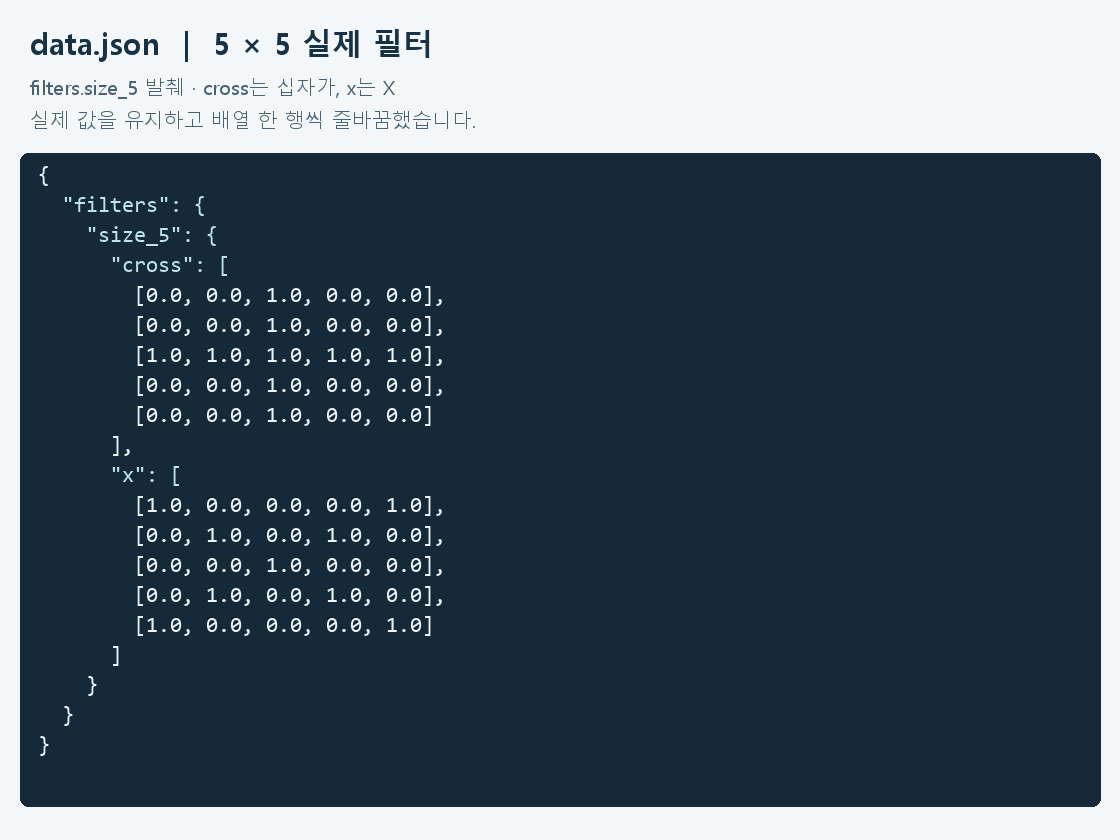 data.json | 5 × 5 실제 필터
filters.size_5 발췌 · cross는 십자가, x는 X
실제 값을 유지하고 배열 한 행씩 줄바꿈했습니다.
{
  "filters": {
    "size_5": {
      "cross": [
        [0.0, 0.0, 1.0, 0.0, 0.0],
        [0.0, 0.0, 1.0, 0.0, 0.0],
        [1.0, 1.0, 1.0, 1.0, 1.0],
        [0.0, 0.0, 1.0, 0.0, 0.0],
        [0.0, 0.0, 1.0, 0.0, 0.0]
      ],
      "x": [
        [1.0, 0.0, 0.0, 0.0, 1.0],
        [0.0, 1.0, 0.0, 1.0, 0.0],
        [0.0, 0.0, 1.0, 0.0, 0.0],
        [0.0, 1.0, 0.0, 1.0, 0.0],
        [1.0, 0.0, 0.0, 0.0, 1.0]
      ]
    }
  }
}